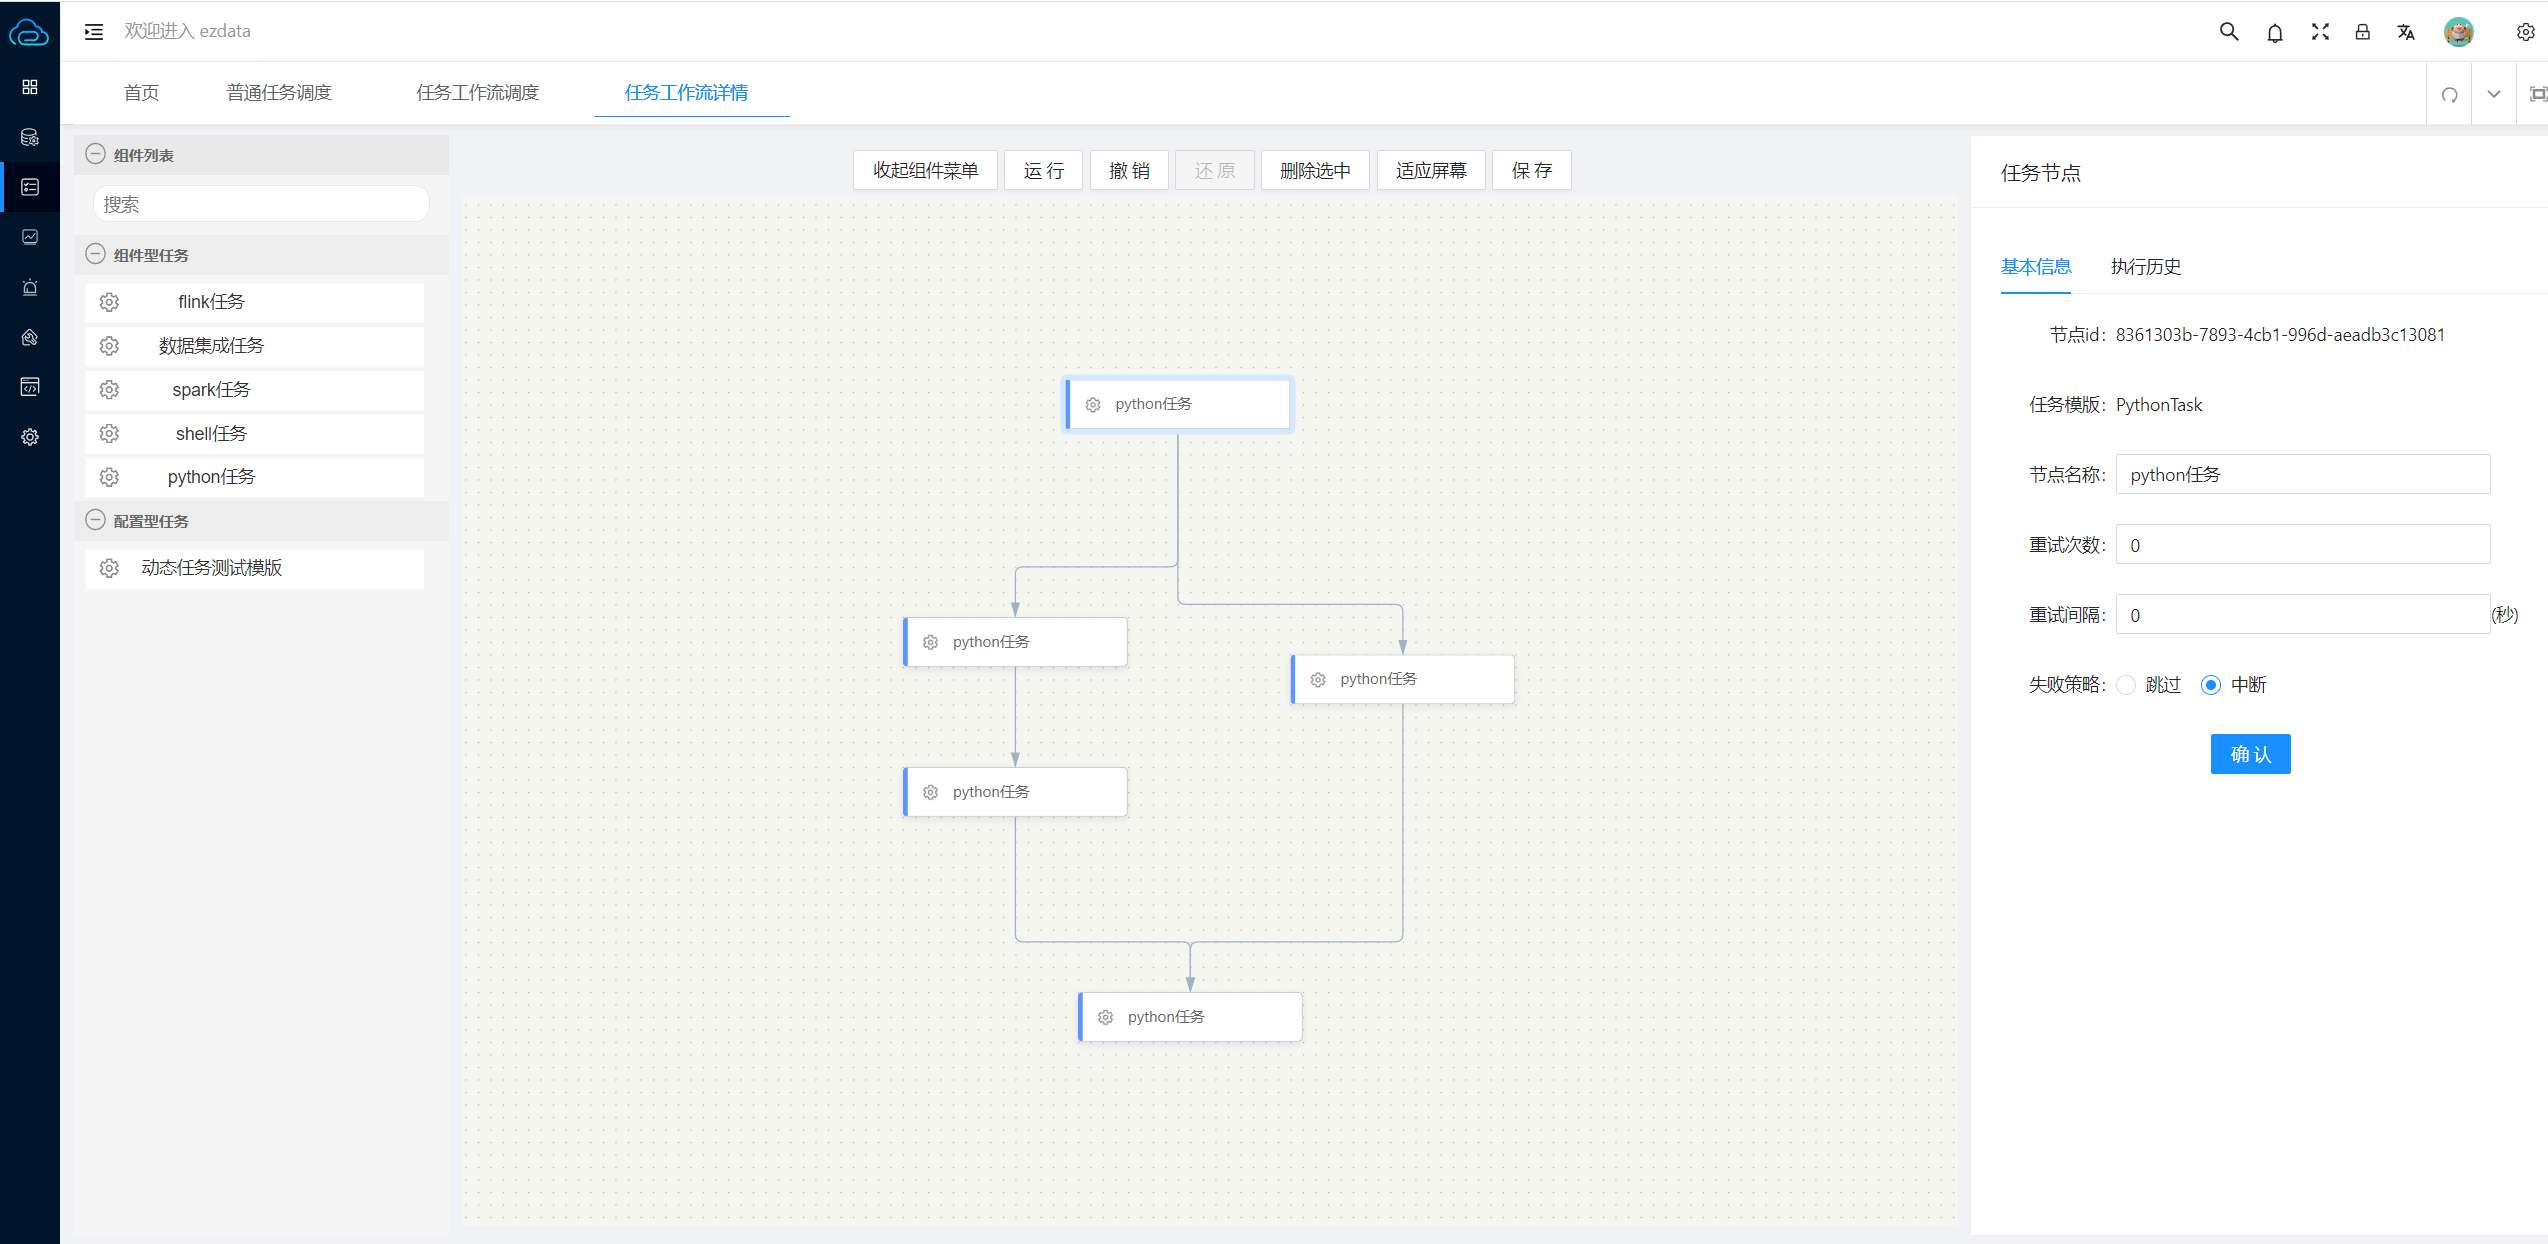 欢迎进入 ezdata
首页 普通任务调度 任务工作流调度 任务工作流详情
组件列表
搜索
组件型任务
flink任务
数据集成任务
spark任务
shell任务
python任务
配置型任务
动态任务测试模版
收起组件菜单 运 行 撤 销 还 原 删除选中 适应屏幕 保 存
python任务
python任务
python任务
python任务
python任务
任务节点
基本信息 执行历史
节点id: 8361303b-7893-4cb1-996d-aeadb3c13081
任务模版: PythonTask
节点名称: python任务
重试次数: 0
重试间隔: 0 (秒)
失败策略: 跳过 中断
确 认